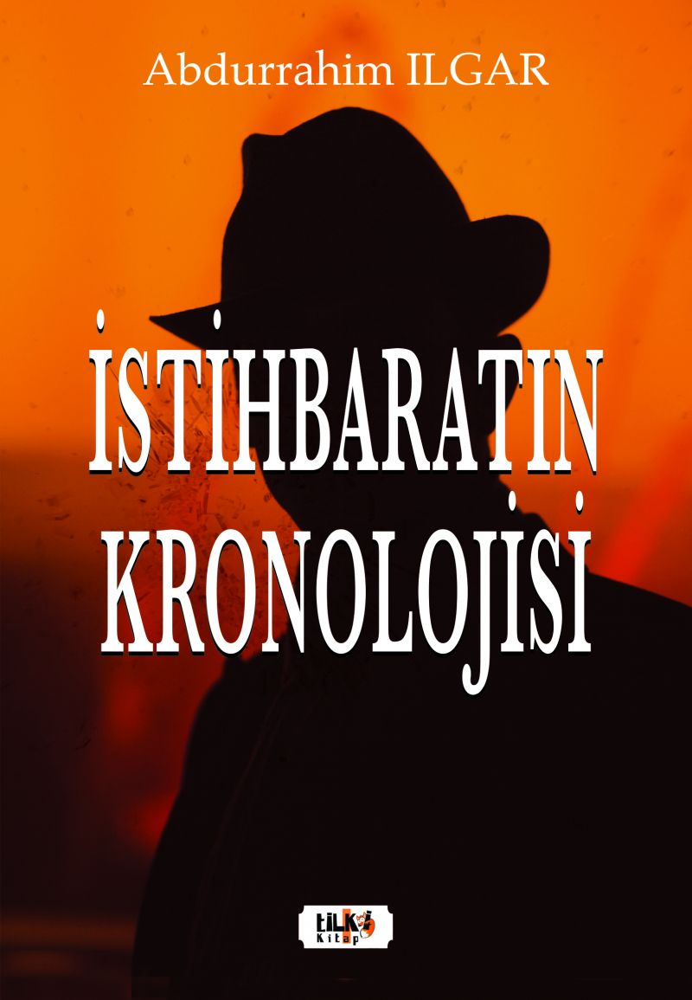 Abdurrahim ILGAR
İSTİHBARATIN
KRONOLOJİSİ
tiLKi
Kitap